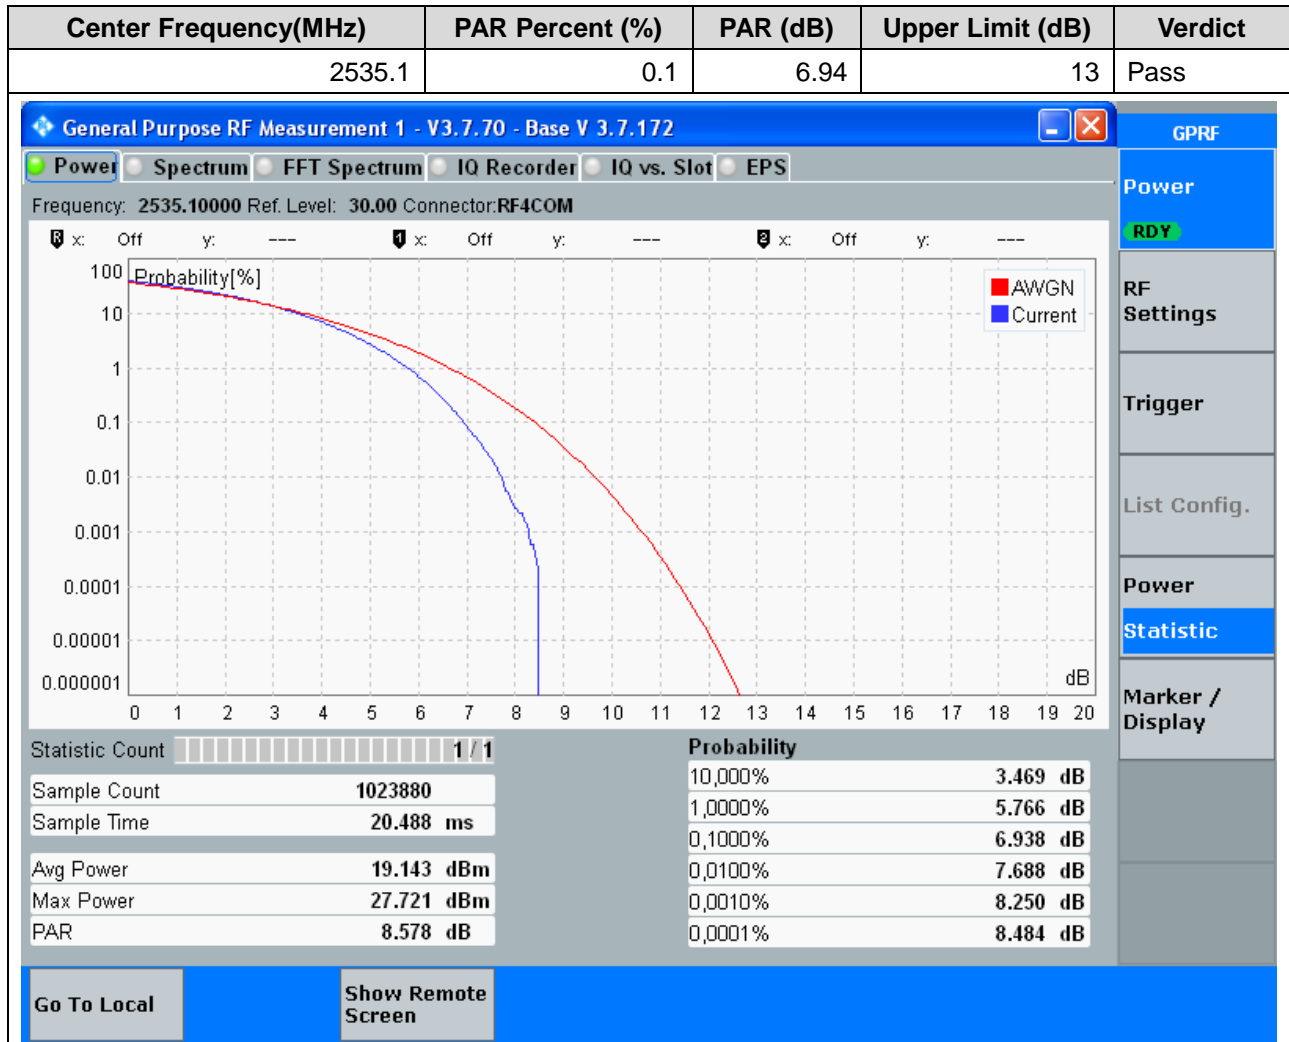 Center Frequency(MHz) PAR Percent (%) PAR (dB) Upper Limit (dB) Verdict
2535.1 0.1 6.94 13 Pass
General Purpose RF Measurement 1 - V3.7.70 - Base V 3.7.172
GPRF
Power Spectrum FFT Spectrum IQ Recorder IQ vs. Slot EPS
Frequency: 2535.10000 Ref. Level: 30.00 Connector:RF4COM
R x: Off y: --- 1 x: Off y: --- 2 x: Off y: ---
Probability[%]
AWGN
Current
100
10
1
0.1
0.01
0.001
0.0001
0.00001
0.000001
dB
0 1 2 3 4 5 6 7 8 9 10 11 12 13 14 15 16 17 18 19 20
Statistic Count 1 / 1
Sample Count 1023880
Sample Time 20.488 ms
Avg Power 19.143 dBm
Max Power 27.721 dBm
PAR 8.578 dB
Probability
10,000% 3.469 dB
1,0000% 5.766 dB
0,1000% 6.938 dB
0,0100% 7.688 dB
0,0010% 8.250 dB
0,0001% 8.484 dB
Power
RDY
RF
Settings
Trigger
List Config.
Power
Statistic
Marker /
Display
Go To Local
Show Remote
Screen